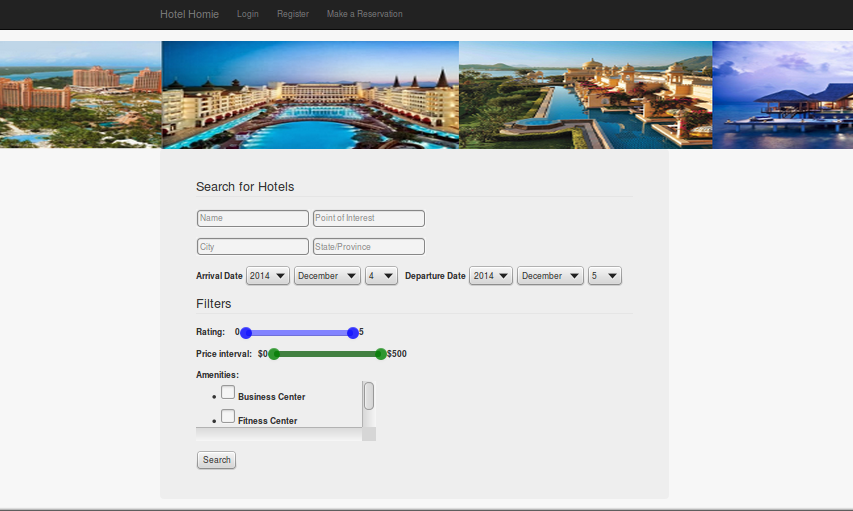 Hotel Homie Login Register Make a Reservation
Search for Hotels
Name Point of Interest
City State/Province
Arrival Date 2014 December 4 Departure Date 2014 December 5
Filters
Rating: 0 5
Price interval: $0 $500
Amenities:
Business Center
Fitness Center
Search